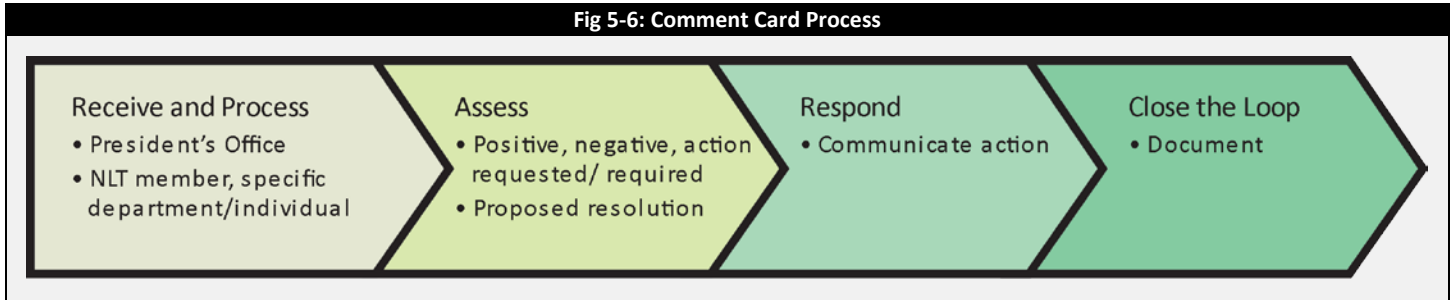 Fig 5-6: Comment Card Process
Receive and Process
• President's Office
• NLT member, specific
department/individual
Assess
• Positive, negative, action
requested/ required
• Proposed resolution
Respond
• Communicate action
Close the Loop
• Document